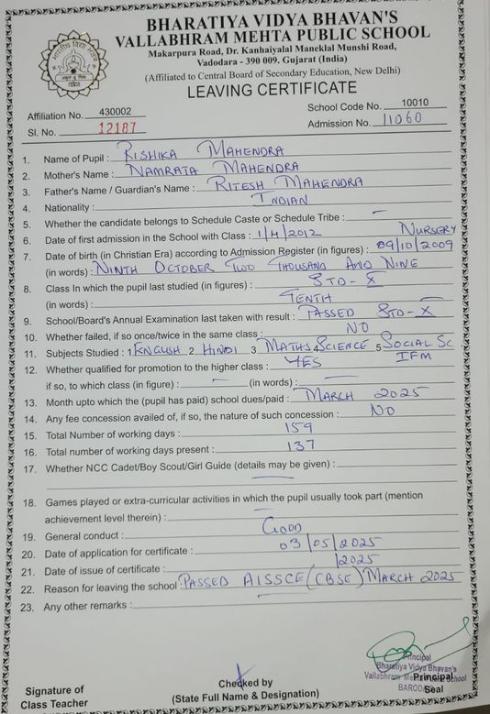 BHARATIYA VIDYA BHAVAN'S
VALLABHRAM MEHTA PUBLIC SCHOOL
Makarpura Road, Dr. Kanhaiyalal Maneklal Munshi Road,
Vadodara - 390 009. Gujarat (India)
(Affiliated to Central Board of Secondary Education, New Delhi)
LEAVING CERTIFICATE
Affiliation No. 430002 School Code No. 10010
Sl. No. 12187 Admission No. 11060
1. Name of Pupil : RISHIKA MAHENDRA
2. Mother's Name : NAMRATA MAHENDRA
3. Father's Name / Guardian's Name : RITESH MAHENDRA
4. Nationality : INDIAN
5. Whether the candidate belongs to Schedule Caste or Schedule Tribe : —
6. Date of first admission in the School with Class : 1/4/2012 NURSERY
7. Date of birth (in Christian Era) according to Admission Register (in figures) : 09/10/2009
(in words) : NINTH OCTOBER TWO THOUSAND AND NINE
8. Class In which the pupil last studied (in figures) : STD-X
(in words) : TENTH
9. School/Board's Annual Examination last taken with result : PASSED STD-X
10. Whether failed, if so once/twice in the same class : NO
11. Subjects Studied : 1 ENGLISH 2 HINDI 3 MATHS 4 SCIENCE 5 SOCIAL SC
IFM
12. Whether qualified for promotion to the higher class : YES
if so, to which class (in figure) : — (in words) : —
13. Month upto which the (pupil has paid) school dues/paid : MARCH 2025
14. Any fee concession availed of, if so, the nature of such concession : NO
15. Total Number of working days : 159
16. Total Number of working days present : 137
17. Whether NCC Cadet/Boy Scout/Girl Guide (details may be given) :
—
18. Games played or extra-curricular activities in which the pupil usually took part (mention
achievement level therein) : —
19. General conduct : GOOD
20. Date of application for certificate : 03/05/2025
21. Date of issue of certificate : /2025
22. Reason for leaving the school : PASSED AISSCE (CBSE) MARCH 2025
23. Any other remarks : —
Principal
Bharatiya Vidya Bhavan's
Signature of
Class Teacher
Checked by
(State Full Name & Designation)
Principal
Seal